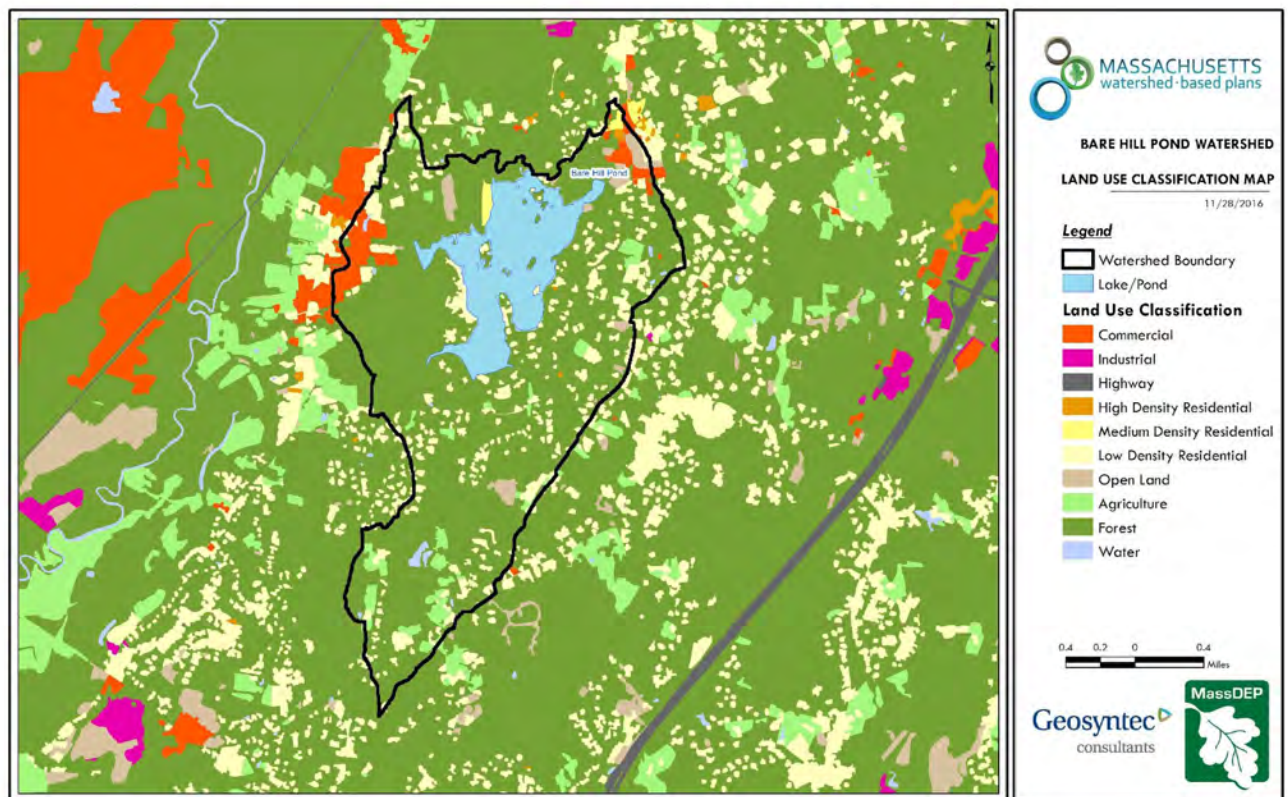 Bare Hill Pond
MASSACHUSETTS
watershed-based plans
BARE HILL POND WATERSHED
LAND USE CLASSIFICATION MAP
11/28/2016
Legend
Watershed Boundary
Lake/Pond
Land Use Classification
Commercial
Industrial
Highway
High Density Residential
Medium Density Residential
Low Density Residential
Open Land
Agriculture
Forest
Water
0.4 0.2 0 0.4
Miles
Geosyntec
consultants
MassDEP